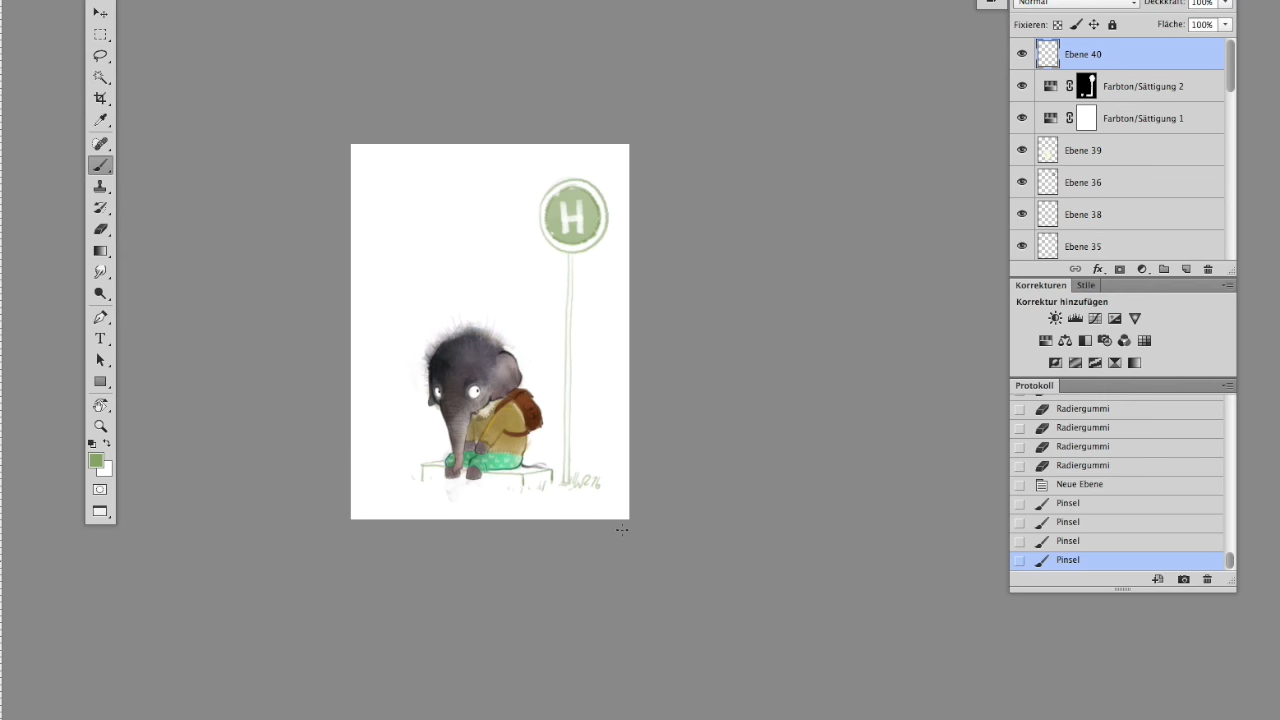 Normal
Deckkraft: 100%
Fixieren:
Fläche: 100%
Ebene 40
Farbton/Sättigung 2
Farbton/Sättigung 1
Ebene 39
Ebene 36
Ebene 38
Ebene 35
fx
Korrekturen Stile
Korrektur hinzufügen
Protokoll
Radiergummi
Radiergummi
Radiergummi
Radiergummi
Neue Ebene
Pinsel
Pinsel
Pinsel
Pinsel
T
H